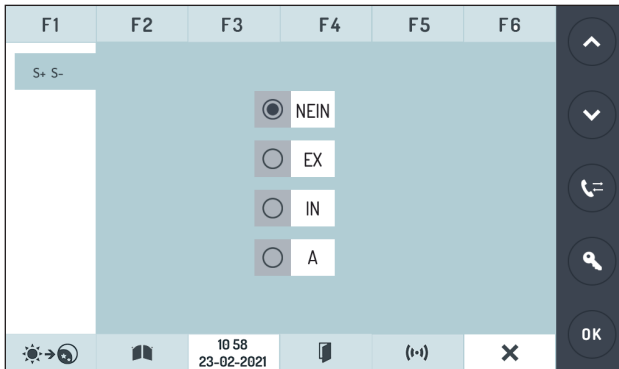 F1 F2 F3 F4 F5 F6
S+ S-
NEIN
EX
IN
A
10 58
23-02-2021
OK